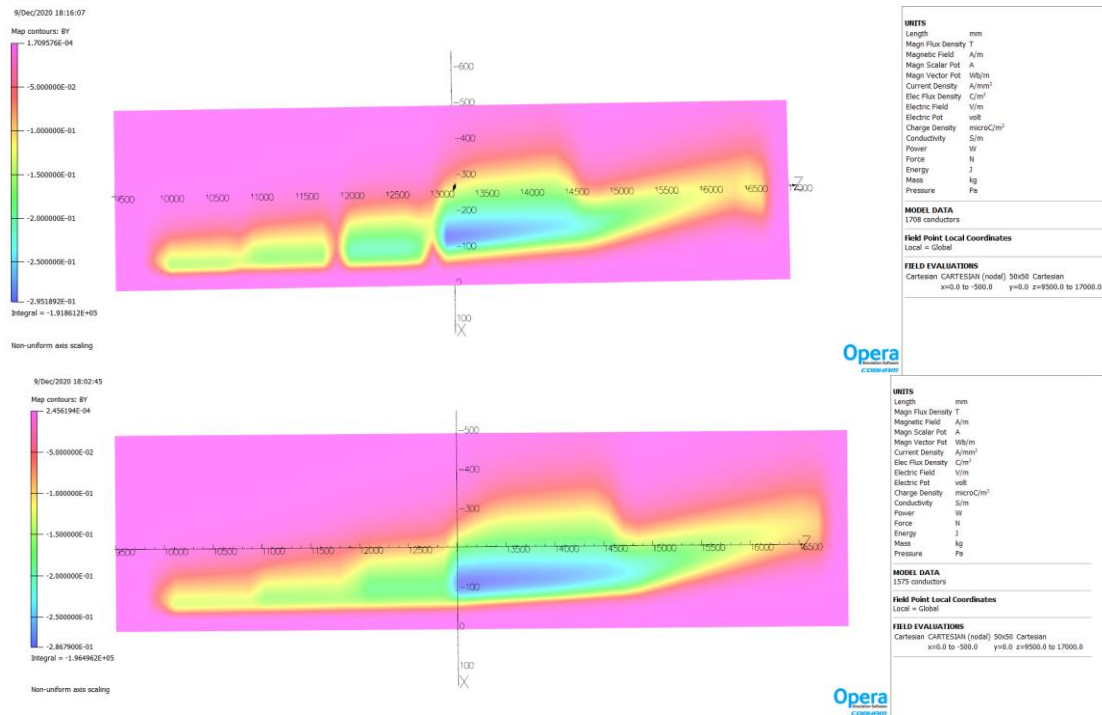 9/Dec/2020 18:16:07
Map contours: BY
1.709576E-04
-5.000000E-02
-1.000000E-01
-1.500000E-01
-2.000000E-01
-2.500000E-01
-2.951892E-01
Integral = -1.918612E+05
Non-uniform axis scaling
-600
-500
-400
-300
-200
-100
0
100
X
9500 10000 10500 11000 11500 12000 12500 13000 13500 14000 14500 15000 15500 16000 16500 17000
Z
UNITS
Length mm
Magn Flux Density T
Magnetic Field A/m
Magn Scalar Pot A
Magn Vector Pot Wb/m
Current Density A/mm²
Elec Flux Density C/m²
Electric Field V/m
Electric Pot volt
Charge Density microC/m³
Conductivity S/m
Power W
Force N
Energy J
Mass kg
Pressure Pa
MODEL DATA
1708 conductors
Field Point Local Coordinates
Local = Global
FIELD EVALUATIONS
Cartesian CARTESIAN (nodal) 50x50 Cartesian
x=0.0 to -500.0 y=0.0 z=9500.0 to 17000.0
Opera
Simulation Software
COBHAM
9/Dec/2020 18:02:45
Map contours: BY
2.456194E-04
-5.000000E-02
-1.000000E-01
-1.500000E-01
-2.000000E-01
-2.500000E-01
-2.867900E-01
Integral = -1.964962E+05
Non-uniform axis scaling
-500
-400
-300
-100
0
100
X
9500 10000 10500 11000 11500 12000 12500 13500 14000 14500 15000 15500 16000 16500
Z
UNITS
Length mm
Magn Flux Density T
Magnetic Field A/m
Magn Scalar Pot A
Magn Vector Pot Wb/m
Current Density A/mm²
Elec Flux Density C/m²
Electric Field V/m
Electric Pot volt
Charge Density microC/m³
Conductivity S/m
Power W
Force N
Energy J
Mass kg
Pressure Pa
MODEL DATA
1575 conductors
Field Point Local Coordinates
Local = Global
FIELD EVALUATIONS
Cartesian CARTESIAN (nodal) 50x50 Cartesian
x=0.0 to -500.0 y=0.0 z=9500.0 to 17000.0
Opera
Simulation Software
COBHAM